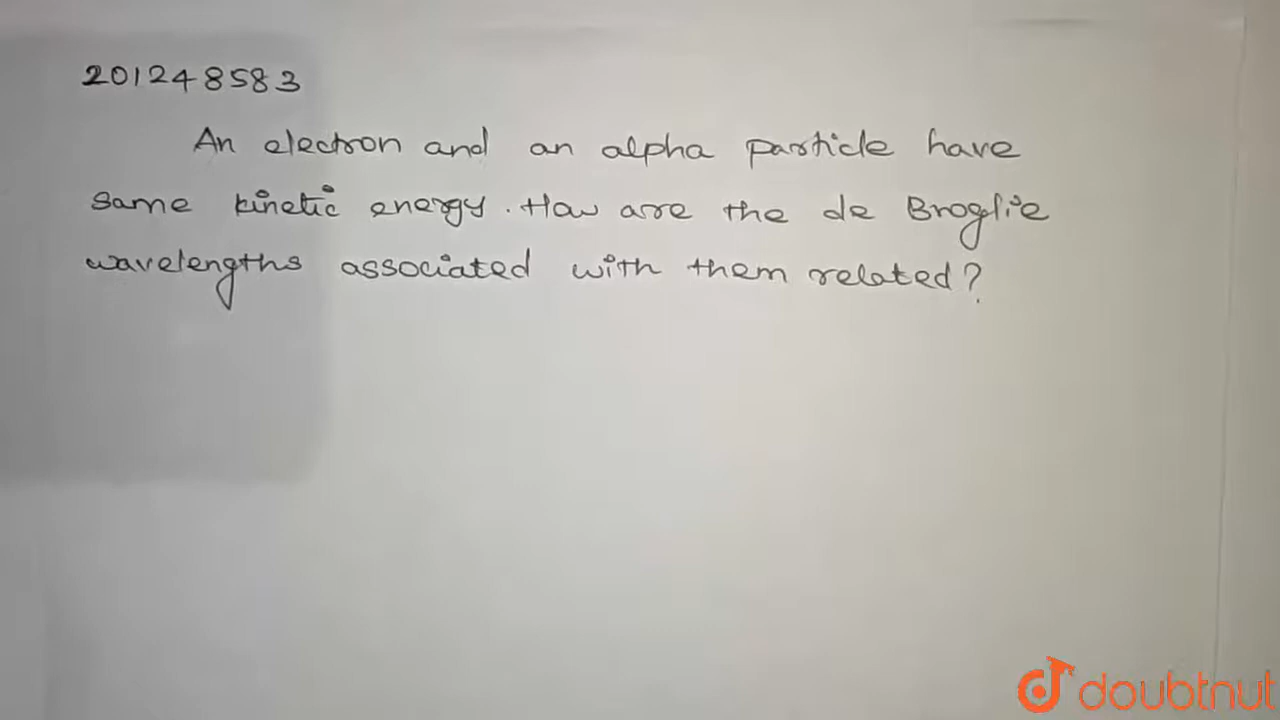 201248583
An electron and an alpha particle have
same kinetic energy. How are the de Broglie
wavelengths associated with them related?
doubtnut